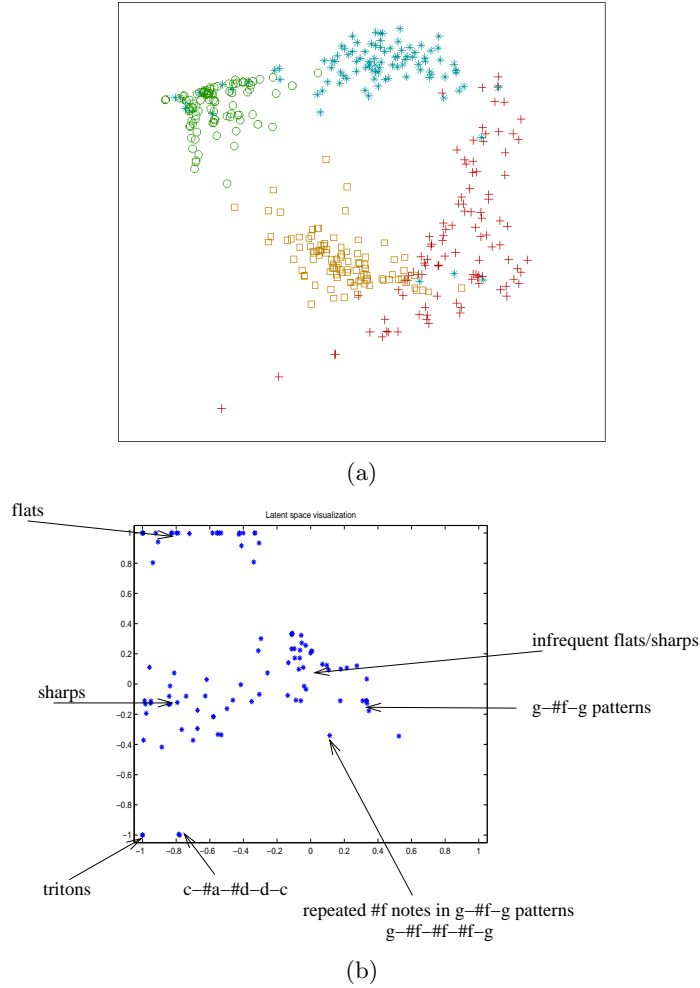 (a)
Latent space visualization
flats
1
0.8
0.6
0.4
0.2
infrequent flats/sharps
0
sharps
g–#f–g patterns
−0.2
−0.4
−0.6
−0.8
−1
−1 −0.8 −0.6 −0.4 −0.2 0 0.2 0.4 0.6 0.8 1
tritons
c–#a–#d–d–c
repeated #f notes in g–#f–g patterns
g–#f–#f–#f–g
(b)